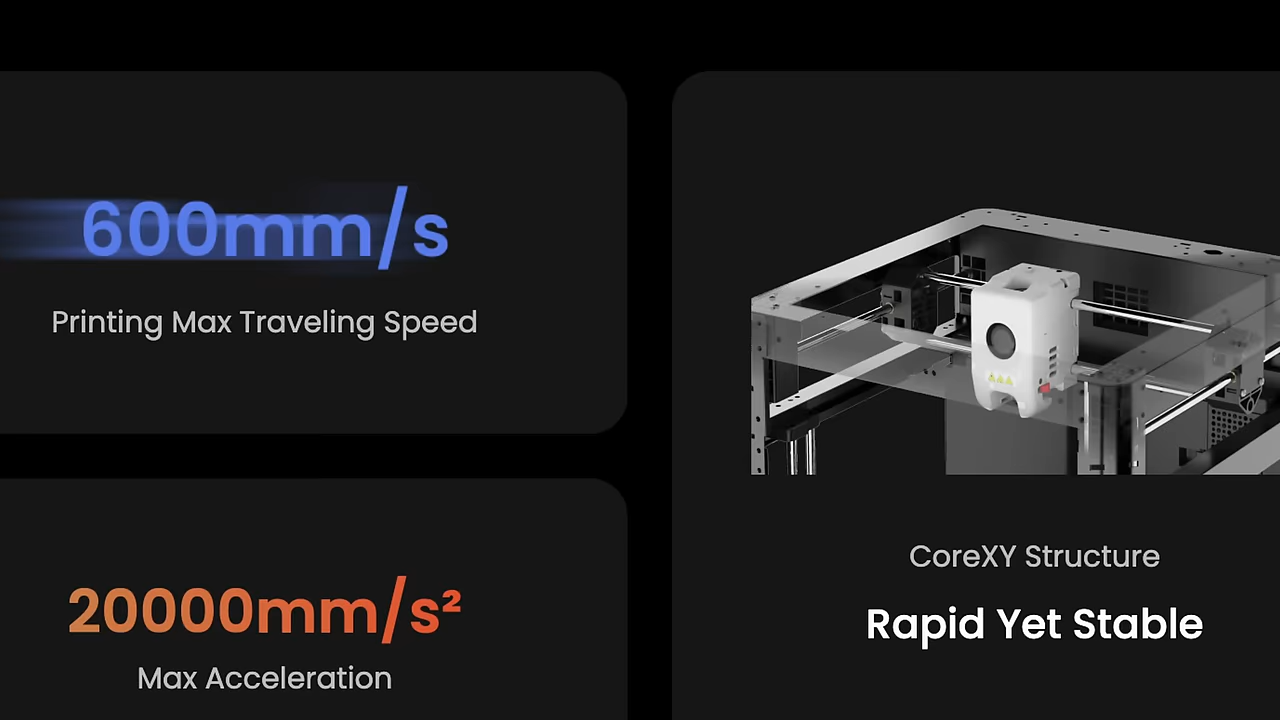 600mm/s
Printing Max Traveling Speed
20000mm/s²
Max Acceleration
CoreXY Structure
Rapid Yet Stable